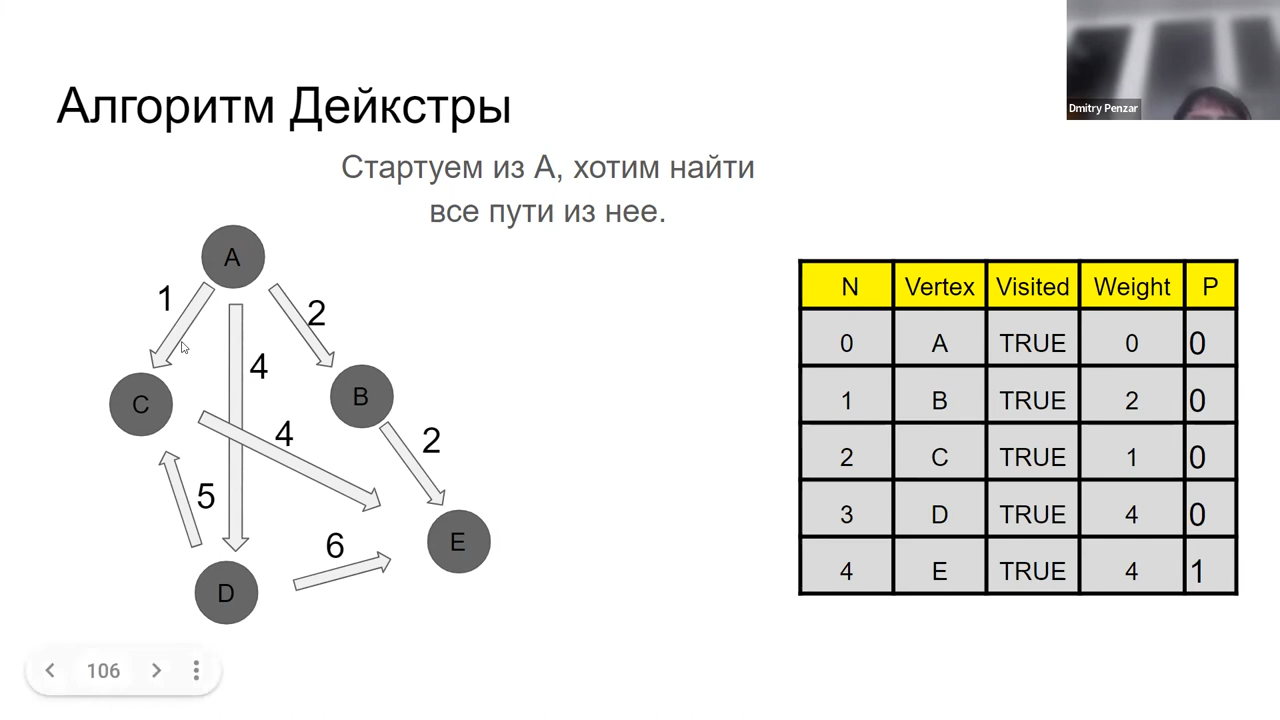 Dmitry Penzar
Алгоритм Дейкстры
Стартуем из А, хотим найти
все пути из нее.
A
1
2
4
C
B
4
2
5
6
E
D
N Vertex Visited Weight P
0 A TRUE 0 0
1 B TRUE 2 0
2 C TRUE 1 0
3 D TRUE 4 0
4 E TRUE 4 1
106